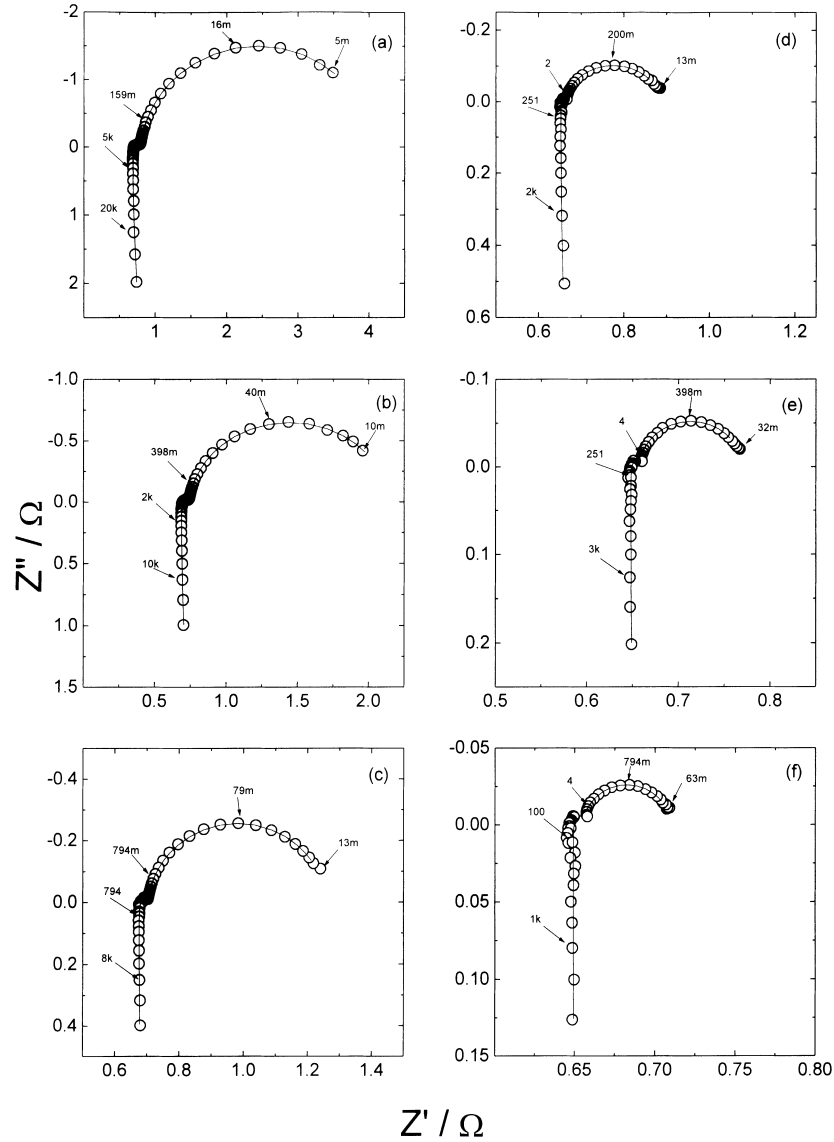 -2
-1
0
1
2
1
2
3
4
(a)
16m
5m
159m
5k
20k
-0.2
0.0
0.2
0.4
0.6
0.6
0.8
1.0
1.2
(d)
200m
13m
2
251
2k
-1.0
-0.5
0.0
0.5
1.0
1.5
0.5
1.0
1.5
2.0
(b)
40m
10m
398m
2k
10k
-0.1
0.0
0.1
0.2
0.5
0.6
0.7
0.8
(e)
398m
32m
4
251
3k
-0.4
-0.2
0.0
0.2
0.4
0.6
0.8
1.0
1.2
1.4
(c)
79m
13m
794m
794
8k
-0.05
0.00
0.05
0.10
0.15
0.65
0.70
0.75
0.80
(f)
794m
63m
4
100
1k
Z" / Ω
Z' / Ω